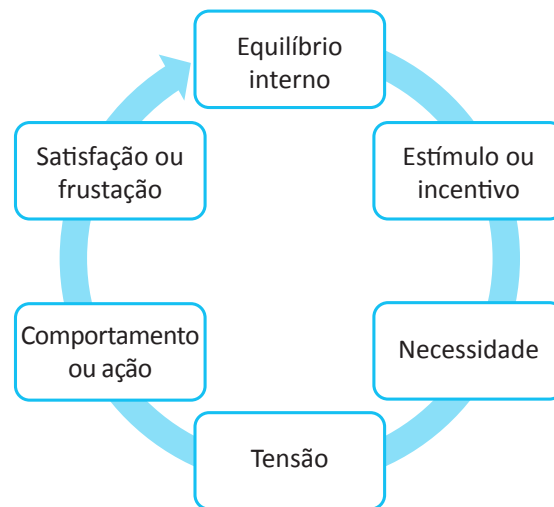 Equilíbrio
interno
Estímulo ou
incentivo
Necessidade
Tensão
Comportamento
ou ação
Satisfação ou
frustação